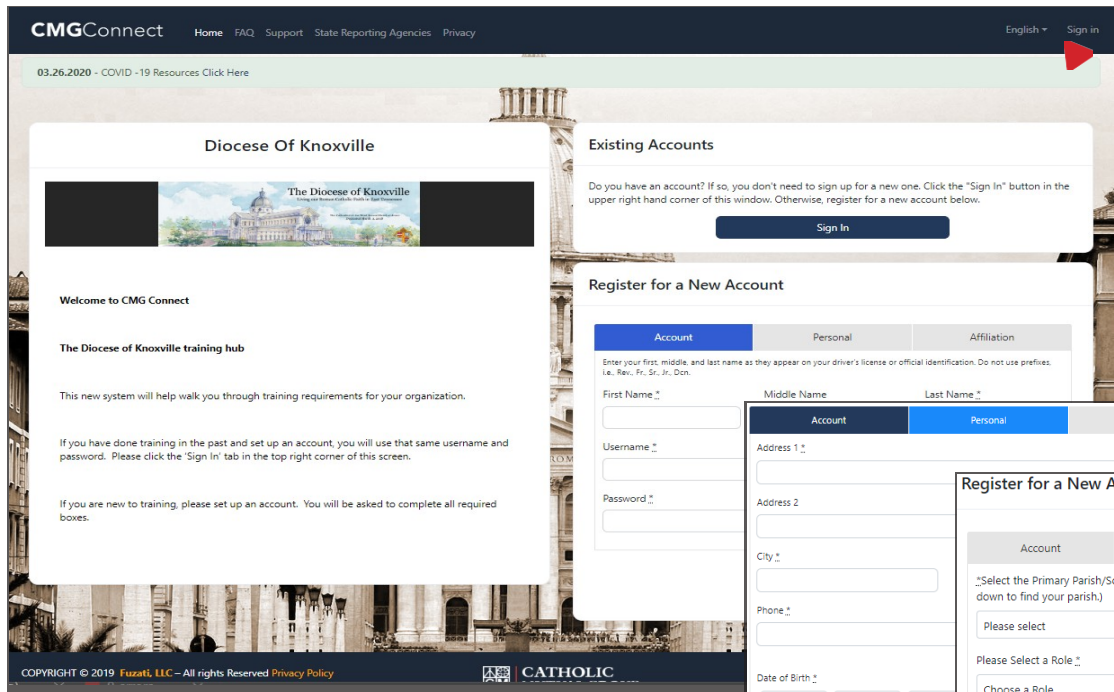 CMGConnect Home FAQ Support State Reporting Agencies Privacy English Sign in
03.26.2020 - COVID -19 Resources Click Here
Diocese Of Knoxville
The Diocese of Knoxville
Welcome to CMG Connect
The Diocese of Knoxville training hub
This new system will help walk you through training requirements for your organization.
If you have done training in the past and set up an account, you will use that same username and
password. Please click the 'Sign In' tab in the top right corner of this screen.
If you are new to training, please set up an account. You will be asked to complete all required
boxes.
Existing Accounts
Do you have an account? If so, you don't need to sign up for a new one. Click the "Sign In" button in the
upper right hand corner of this window. Otherwise, register for a new account below.
Sign In
Register for a New Account
Account Personal Affiliation
Enter your first, middle, and last name as they appear on your driver's license or official identification. Do not use prefixes,
i.e., Rev., Fr., Sr., Jr., Dcn.
First Name * Middle Name Last Name *
Username *
Password *
Account Personal
Address 1 *
Address 2
City *
Phone *
Date of Birth *
Register for a New A
Account
*Select the Primary Parish/Sc
down to find your parish.)
Please select
Please Select a Role *
Choose a Role
COPYRIGHT © 2019 Fuzati, LLC – All rights Reserved Privacy Policy
CATHOLIC